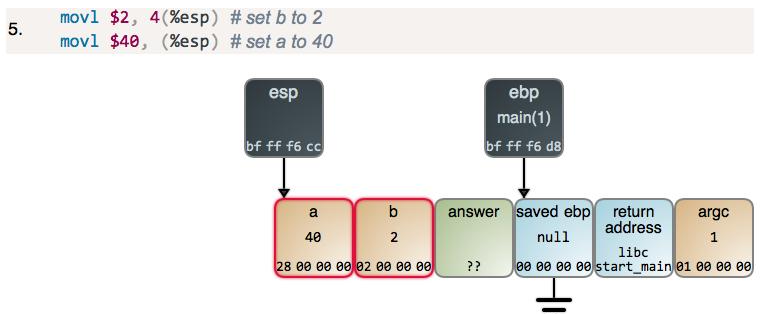 5.
movl $2, 4(%esp) # set b to 2
movl $40, (%esp) # set a to 40
esp
bf ff f6 cc
ebp
main(1)
bf ff f6 d8
a
40
28 00 00 00
b
2
02 00 00 00
answer
??
saved ebp
null
00 00 00 00
return
address
libc
start_main
argc
1
01 00 00 00